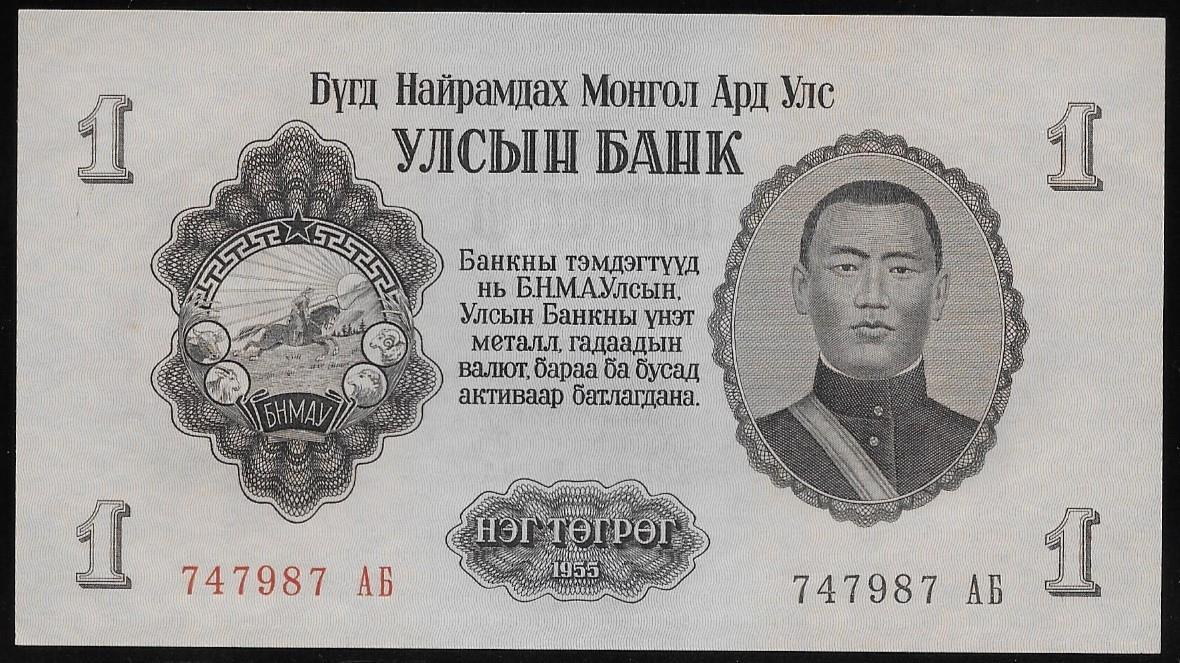 1
1
Бүгд Найрамдах Монгол Ард Улс
УЛСЫН БАНК
Банкны тэмдэгтүүд
нь Б.Н.М.А.Улсын,
Улсын Банкны үнэт
металл, гадаадын
валют, бараа ба бусад
активаар батлагдана.
БНМАУ
НЭГ ТӨГРӨГ
1955
1
1
747987 АБ
747987 АБ